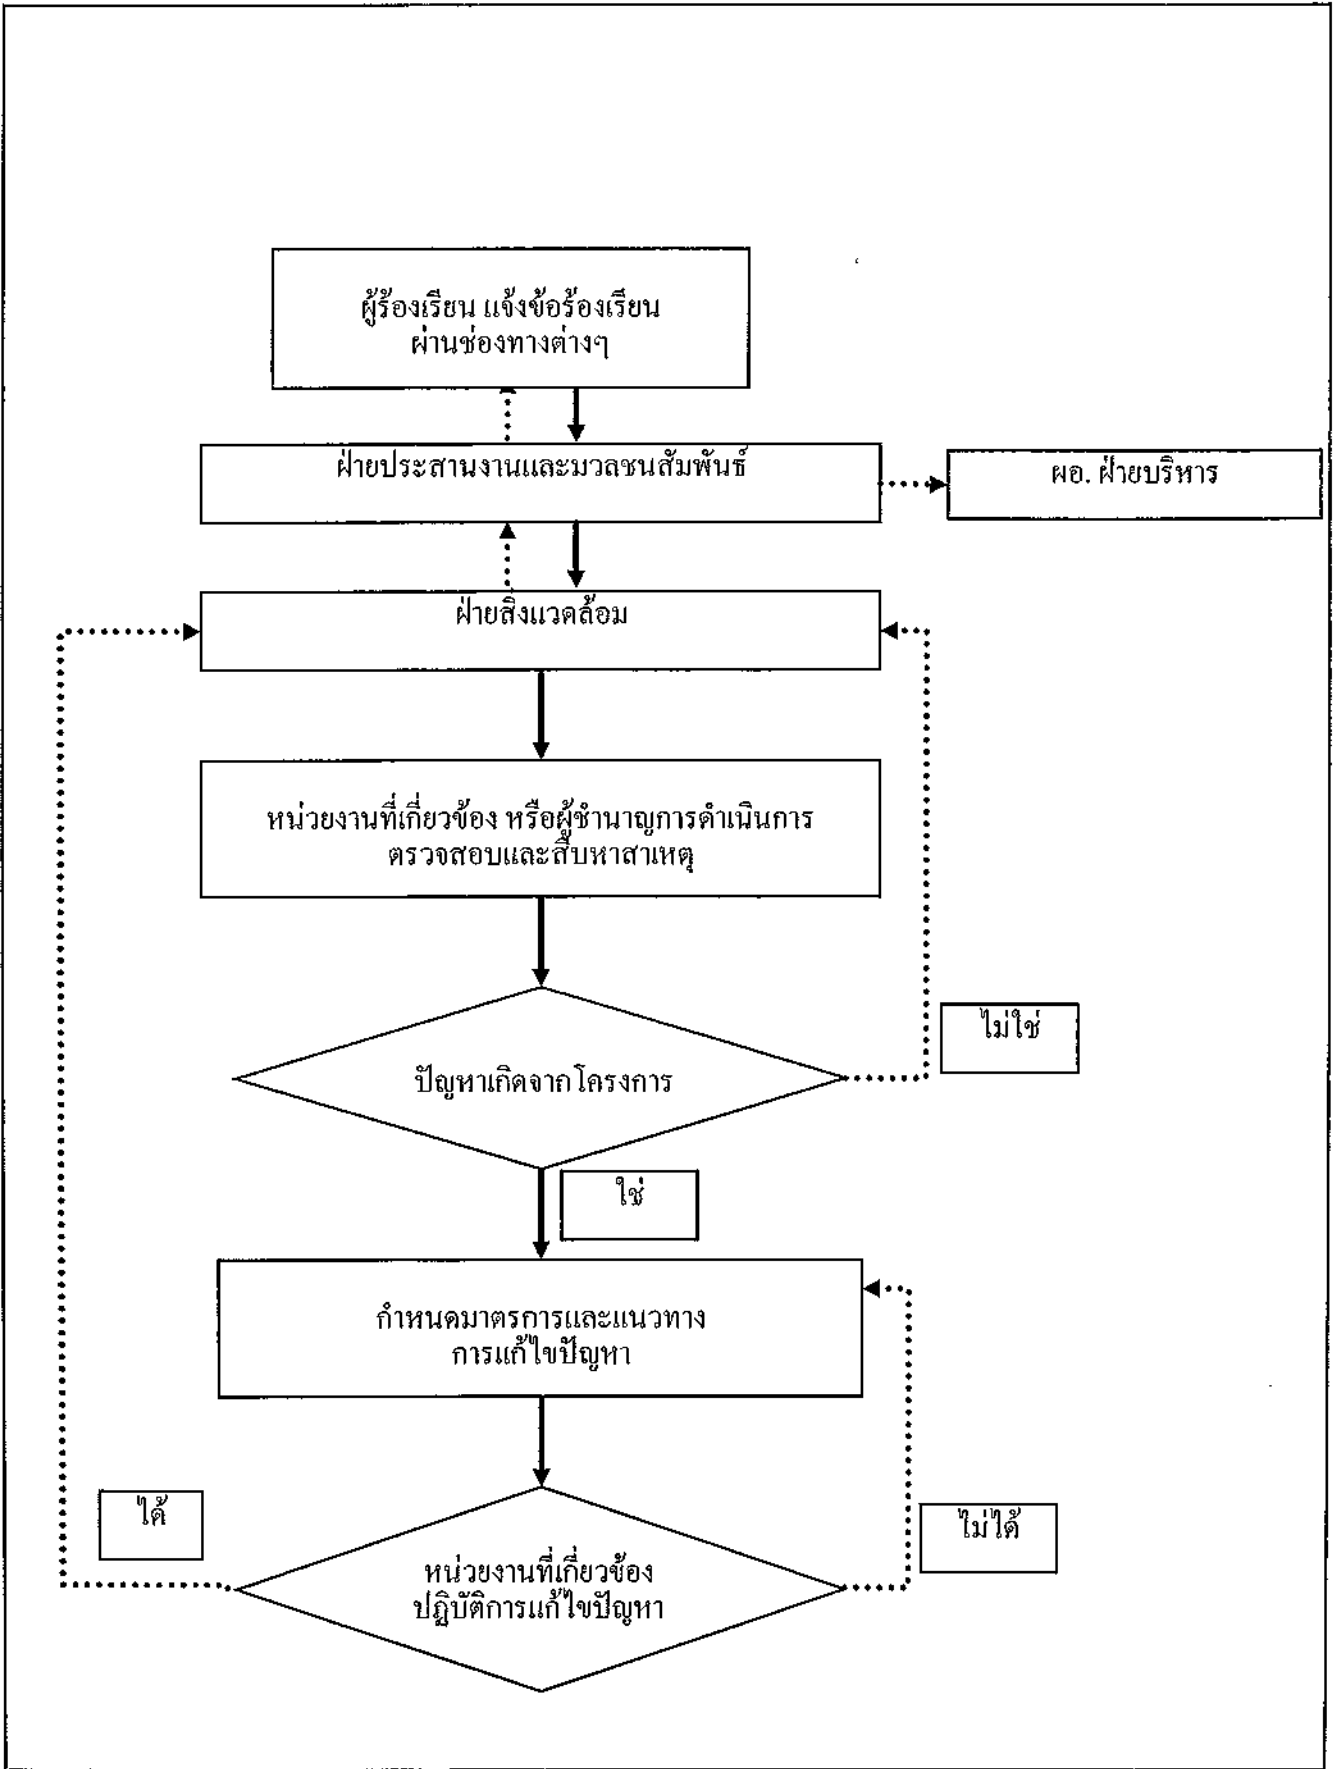 ผู้ร้องเรียน แจ้งข้อร้องเรียน
ผ่านช่องทางต่างๆ
ฝ่ายประสานงานและมวลชนสัมพันธ์
ผอ. ฝ่ายบริหาร
ฝ่ายสิ่งแวดล้อม
หน่วยงานที่เกี่ยวข้อง หรือผู้ชำนาญการดำเนินการ
ตรวจสอบและสืบหาสาเหตุ
ไม่ใช่
ปัญหาเกิดจากโครงการ
ใช่
กำหนดมาตรการและแนวทาง
การแก้ไขปัญหา
ได้
ไม่ได้
หน่วยงานที่เกี่ยวข้อง
ปฏิบัติการแก้ไขปัญหา